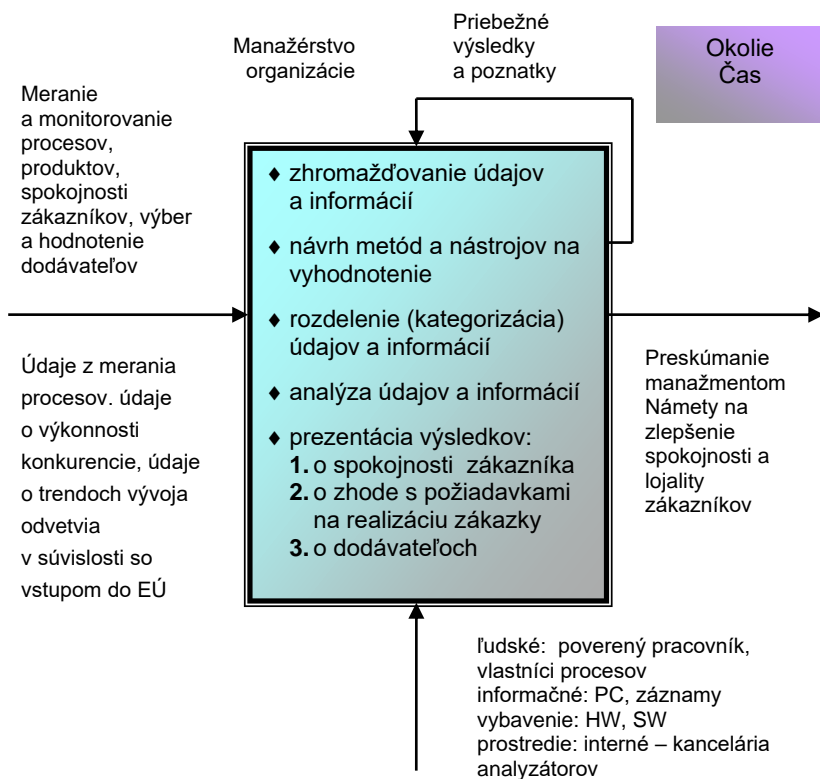 Manažérstvo
organizácie
Priebežné
výsledky
a poznatky
Okolie
Čas
Meranie
a monitorovanie
procesov,
produktov,
spokojnosti
zákazníkov, výber
a hodnotenie
dodávateľov
♦ zhromažďovanie údajov
a informácií
♦ návrh metód a nástrojov na
vyhodnotenie
♦ rozdelenie (kategorizácia)
údajov a informácií
♦ analýza údajov a informácií
♦ prezentácia výsledkov:
1. o spokojnosti zákazníka
2. o zhode s požiadavkami
na realizáciu zákazky
3. o dodávateľoch
Údaje z merania
procesov. údaje
o výkonnosti
konkurencie, údaje
o trendoch vývoja
odvetvia
v súvislosti so
vstupom do EÚ
Preskúmanie
manažmentom
Námety na
zlepšenie
spokojnosti a
lojality
zákazníkov
ľudské: poverený pracovník,
vlastníci procesov
informačné: PC, záznamy
vybavenie: HW, SW
prostredie: interné – kancelária
analyzátorov